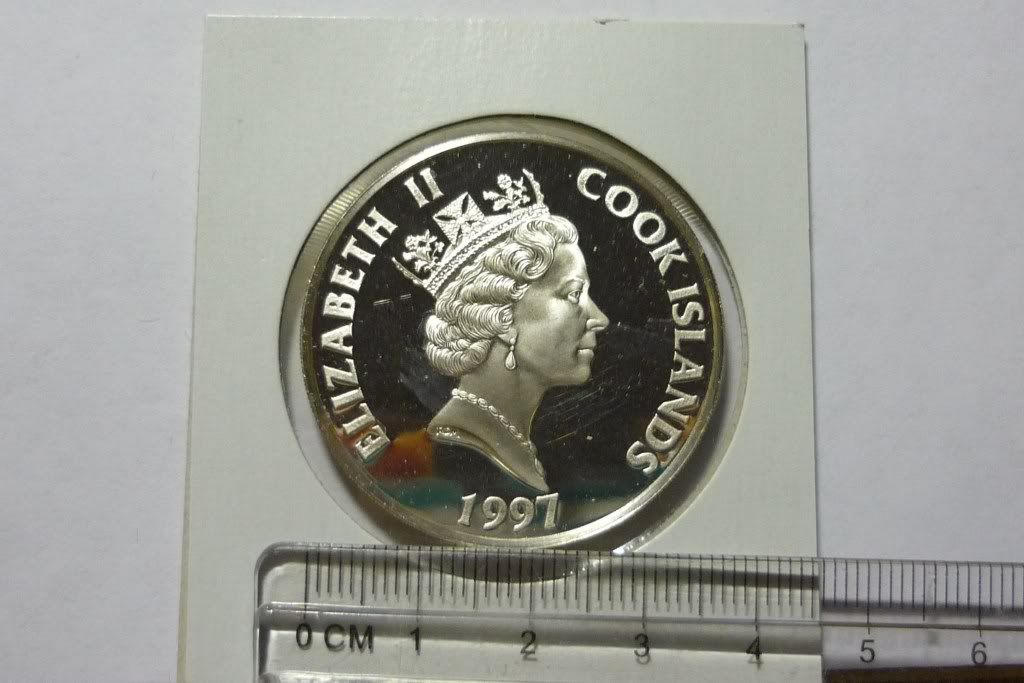 ELIZABETH II
COOK ISLANDS
1997
0 CM 1 2 3 4 5 6